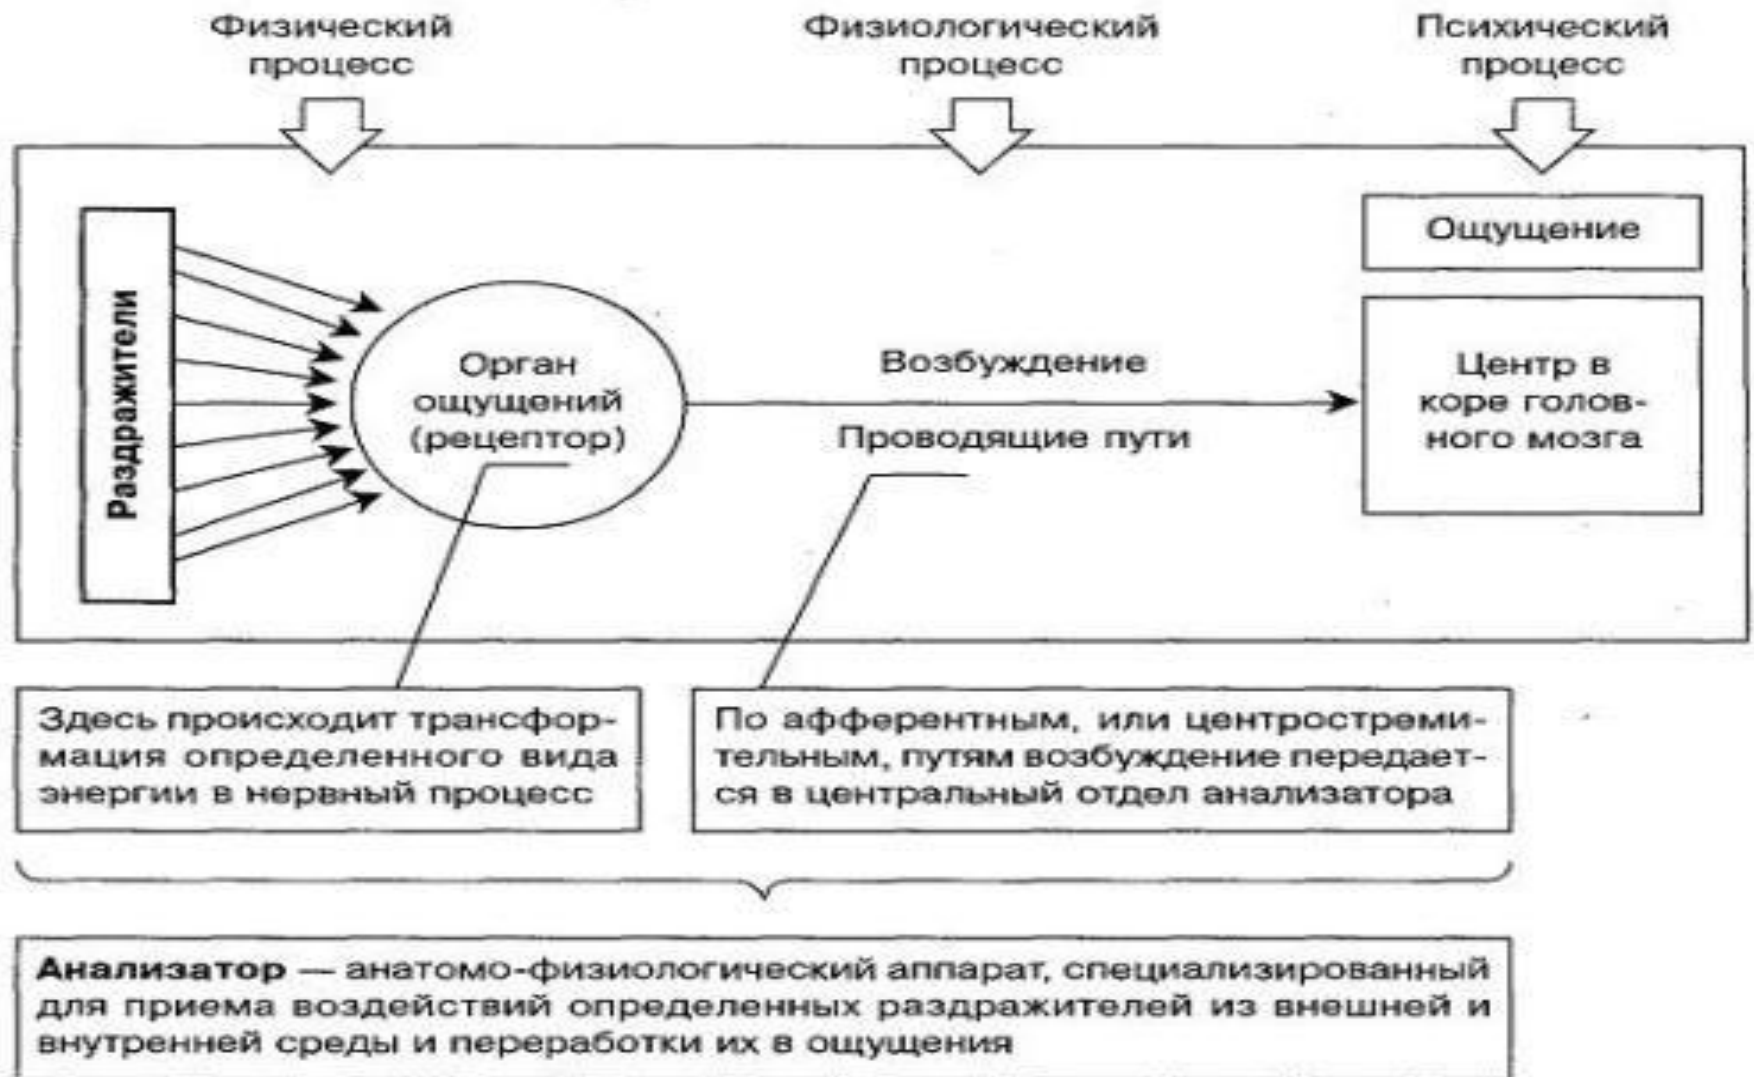 Физический
процесс
Физиологический
процесс
Психический
процесс
Раздражители
Орган
ощущений
(рецептор)
Возбуждение
Проводящие пути
Ощущение
Центр в
коре голов-
ного мозга
Здесь происходит трансфор-
мация определенного вида
энергии в нервный процесс
По афферентным, или центростреми-
тельным, путям возбуждение передает-
ся в центральный отдел анализатора
Анализатор — анатомо-физиологический аппарат, специализированный
для приема воздействий определенных раздражителей из внешней и
внутренней среды и переработки их в ощущения